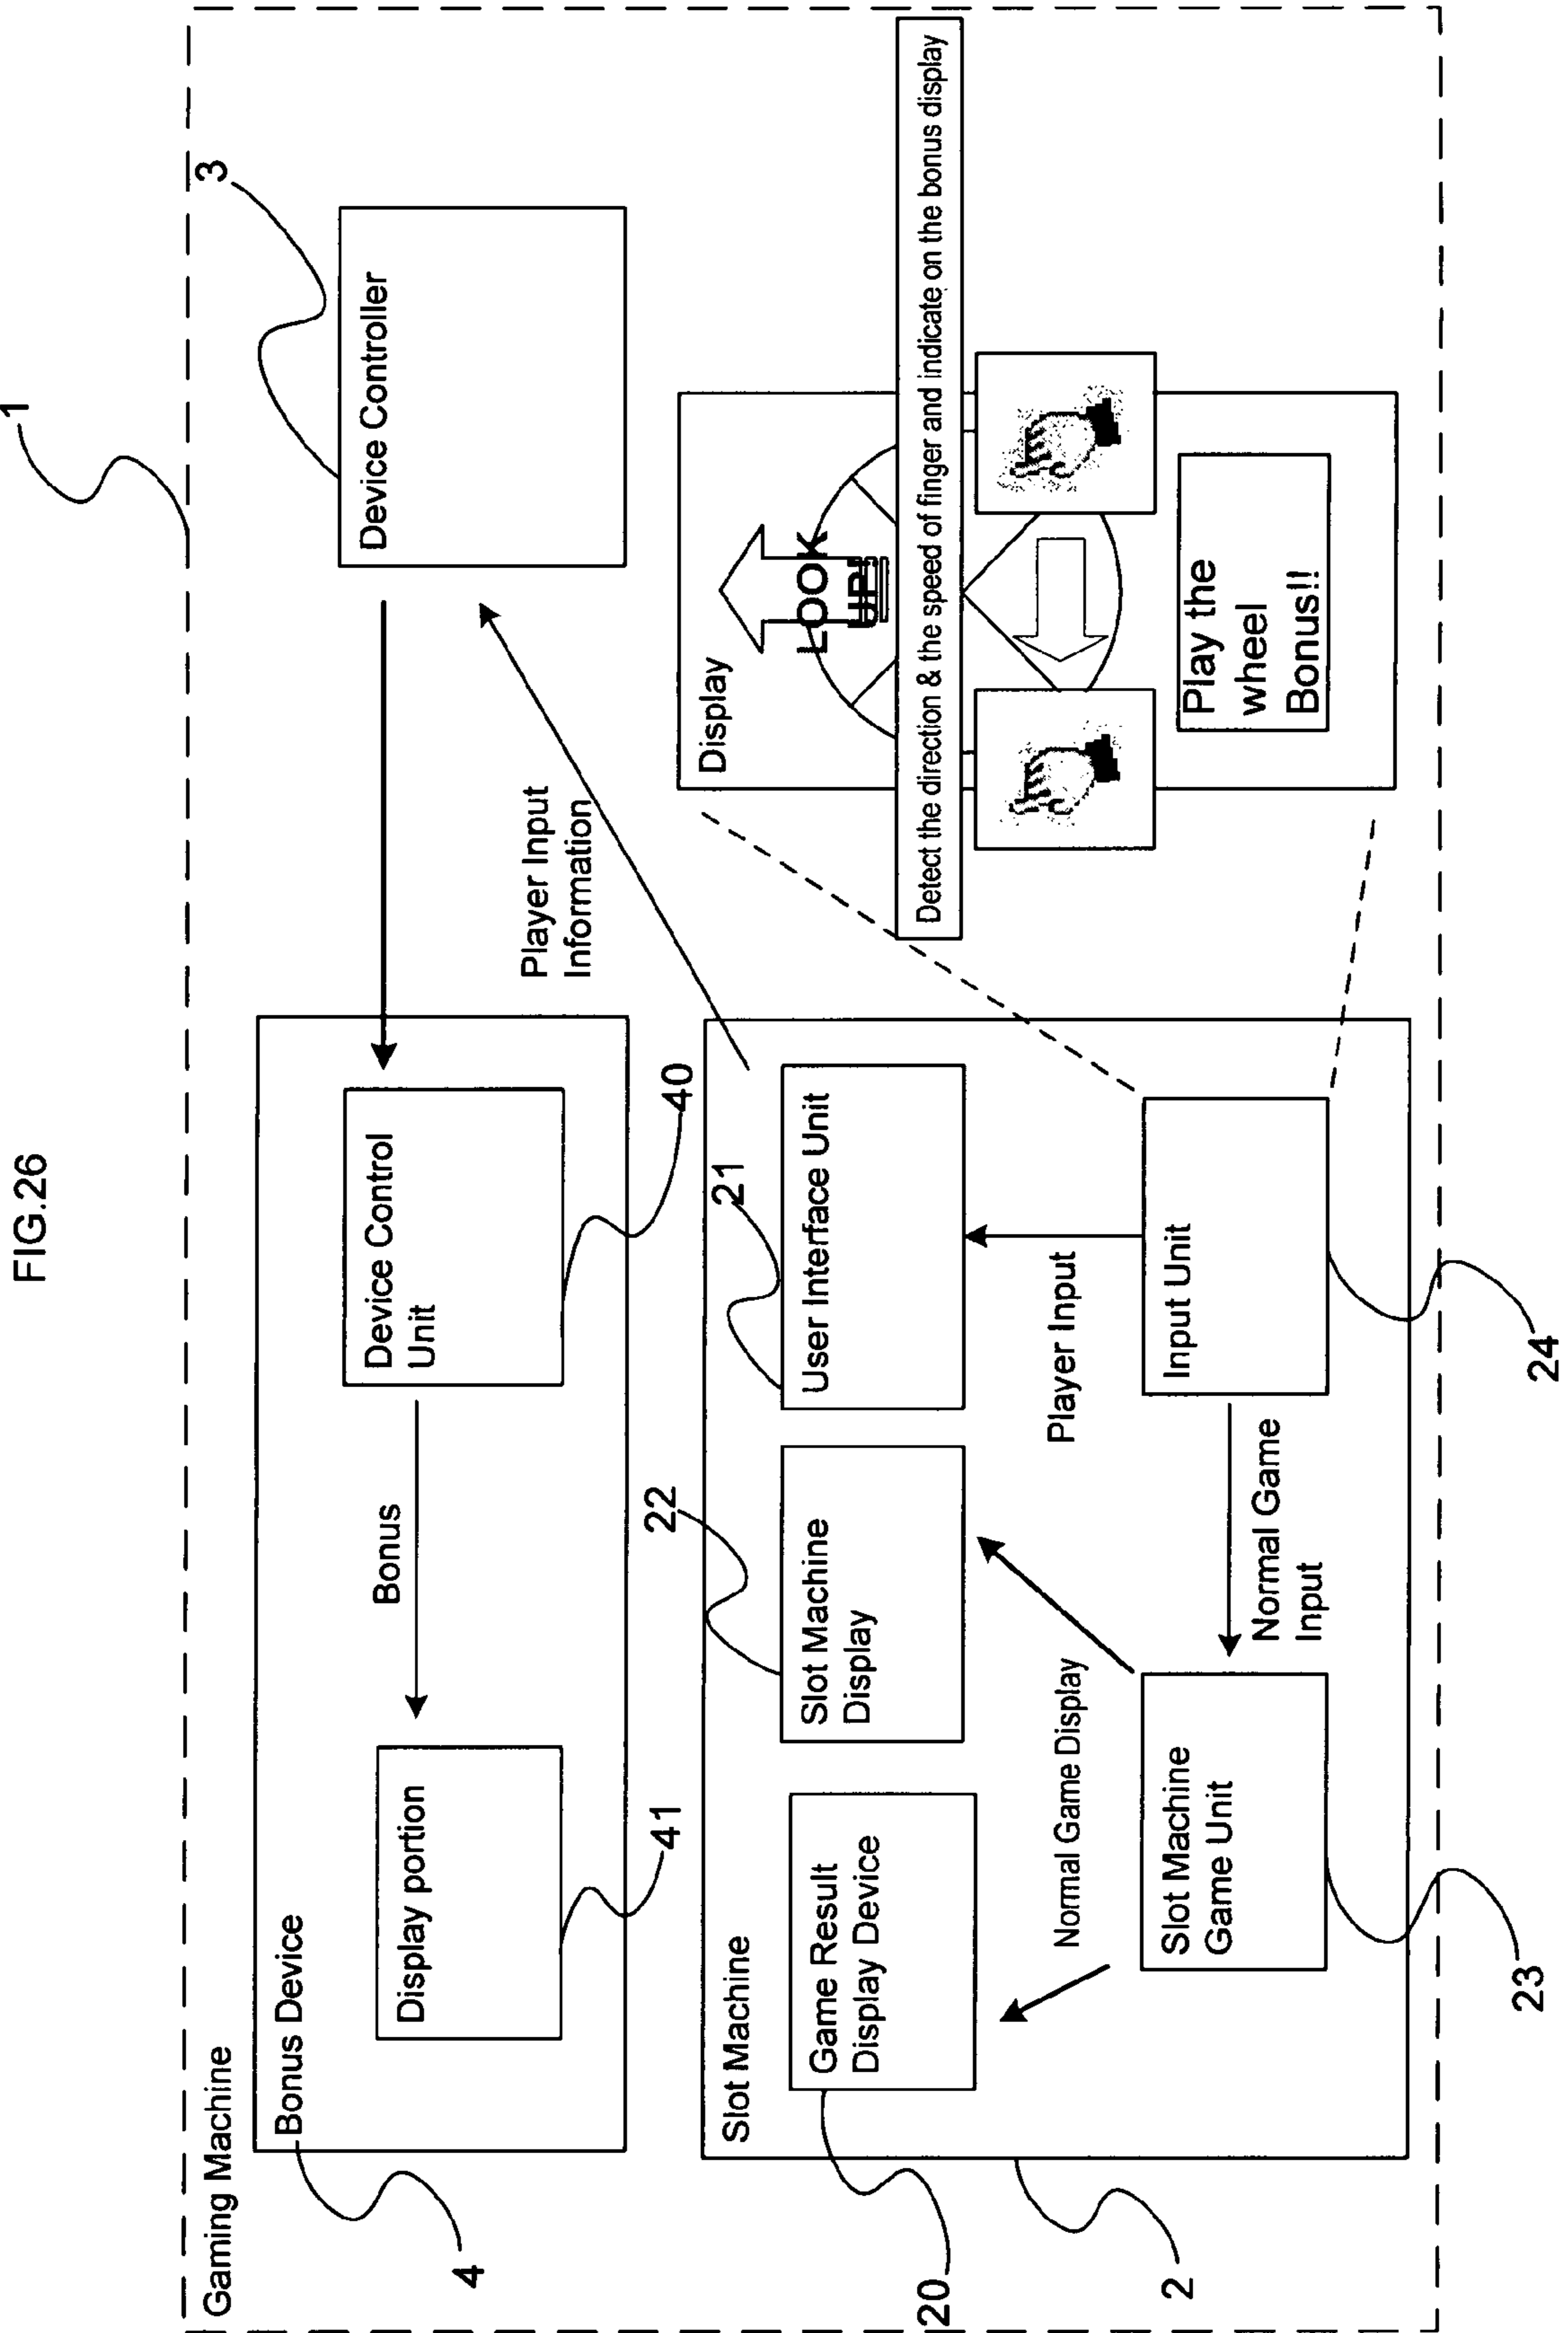 FIG.26
1
Gaming Machine
Bonus Device
4
Display portion
41
Bonus
Device Control
Unit
40
Device Controller
3
Player Input
Information
Slot Machine
2
Game Result
Display Device
20
Slot Machine
Display
22
User Interface Unit
21
Normal Game Display
Player Input
Slot Machine
Game Unit
23
Normal Game
Input
Input Unit
24
Display
LOOK
UP!
Detect the direction & the speed of finger and indicate on the bonus display
Play the
wheel
Bonus!!